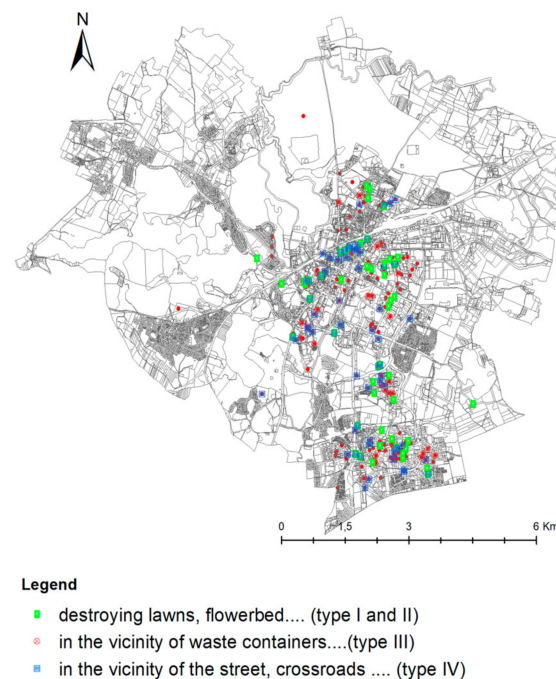 N
0 1,5 3 6 Km
Legend
destroying lawns, flowerbed.... (type I and II)
in the vicinity of waste containers....(type III)
in the vicinity of the street, crossroads .... (type IV)